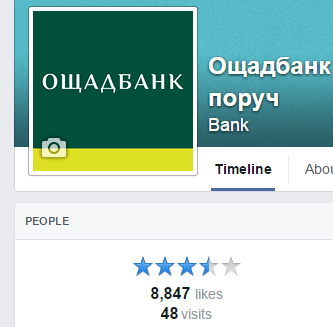 ОЩАДБАНК
Ощадбанк
поруч
Bank
Timeline
Abou
PEOPLE
8,847 likes
48 visits